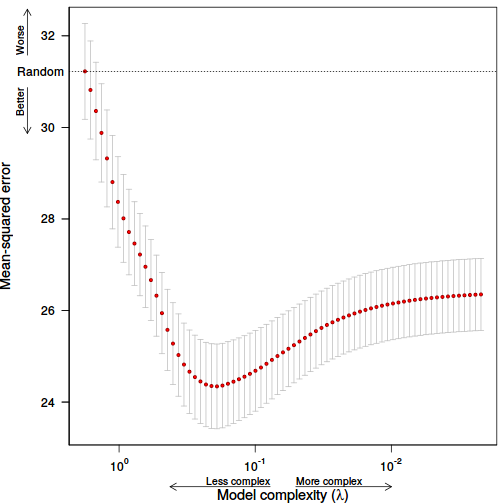 Worse
32
Random
Better
30
28
26
24
Mean-squared error
10⁰
10⁻¹
10⁻²
Less complex More complex
Model complexity (λ)